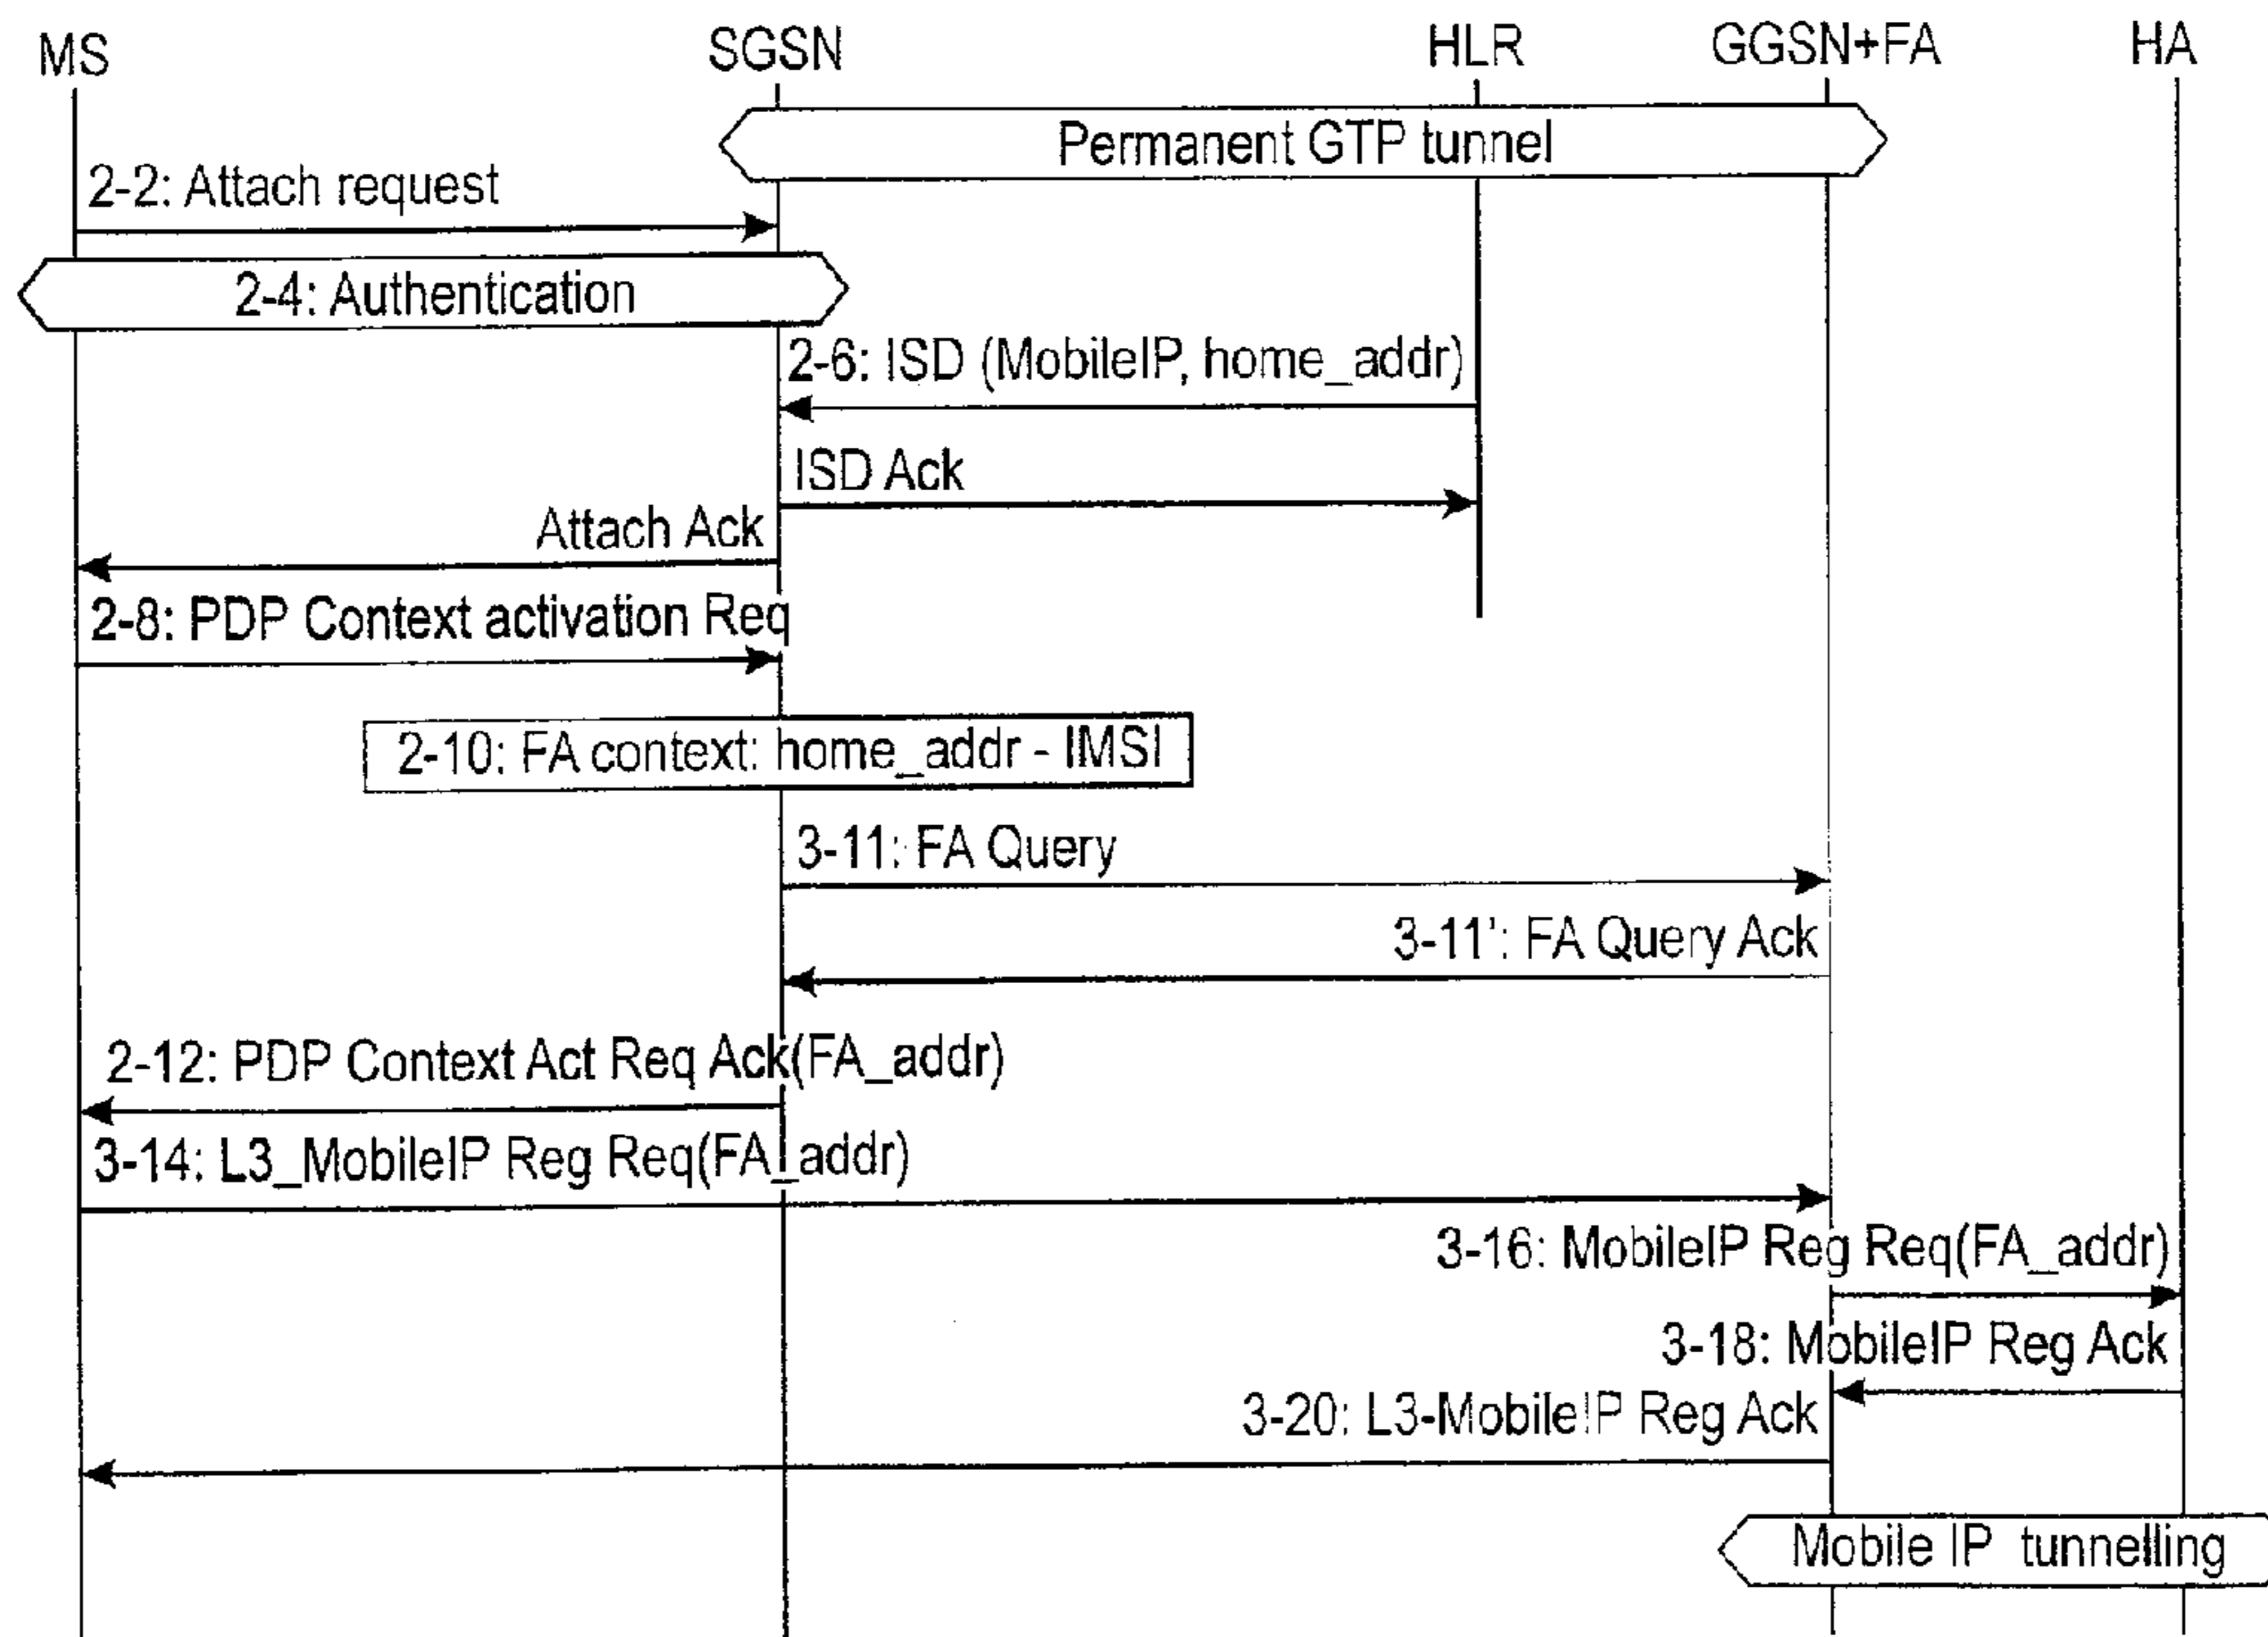 MS SGSN HLR GGSN+FA HA
Permanent GTP tunnel
2-2: Attach request
2-4: Authentication
2-6: ISD (MobileIP, home_addr)
ISD Ack
Attach Ack
2-8: PDP Context activation Req
2-10: FA context: home_addr - IMSI
3-11: FA Query
3-11': FA Query Ack
2-12: PDP Context Act Req Ack(FA_addr)
3-14: L3_MobileIP Reg Req(FA_addr)
3-16: MobileIP Reg Req(FA_addr)
3-18: MobileIP Reg Ack
3-20: L3-MobileIP Reg Ack
Mobile IP tunnelling